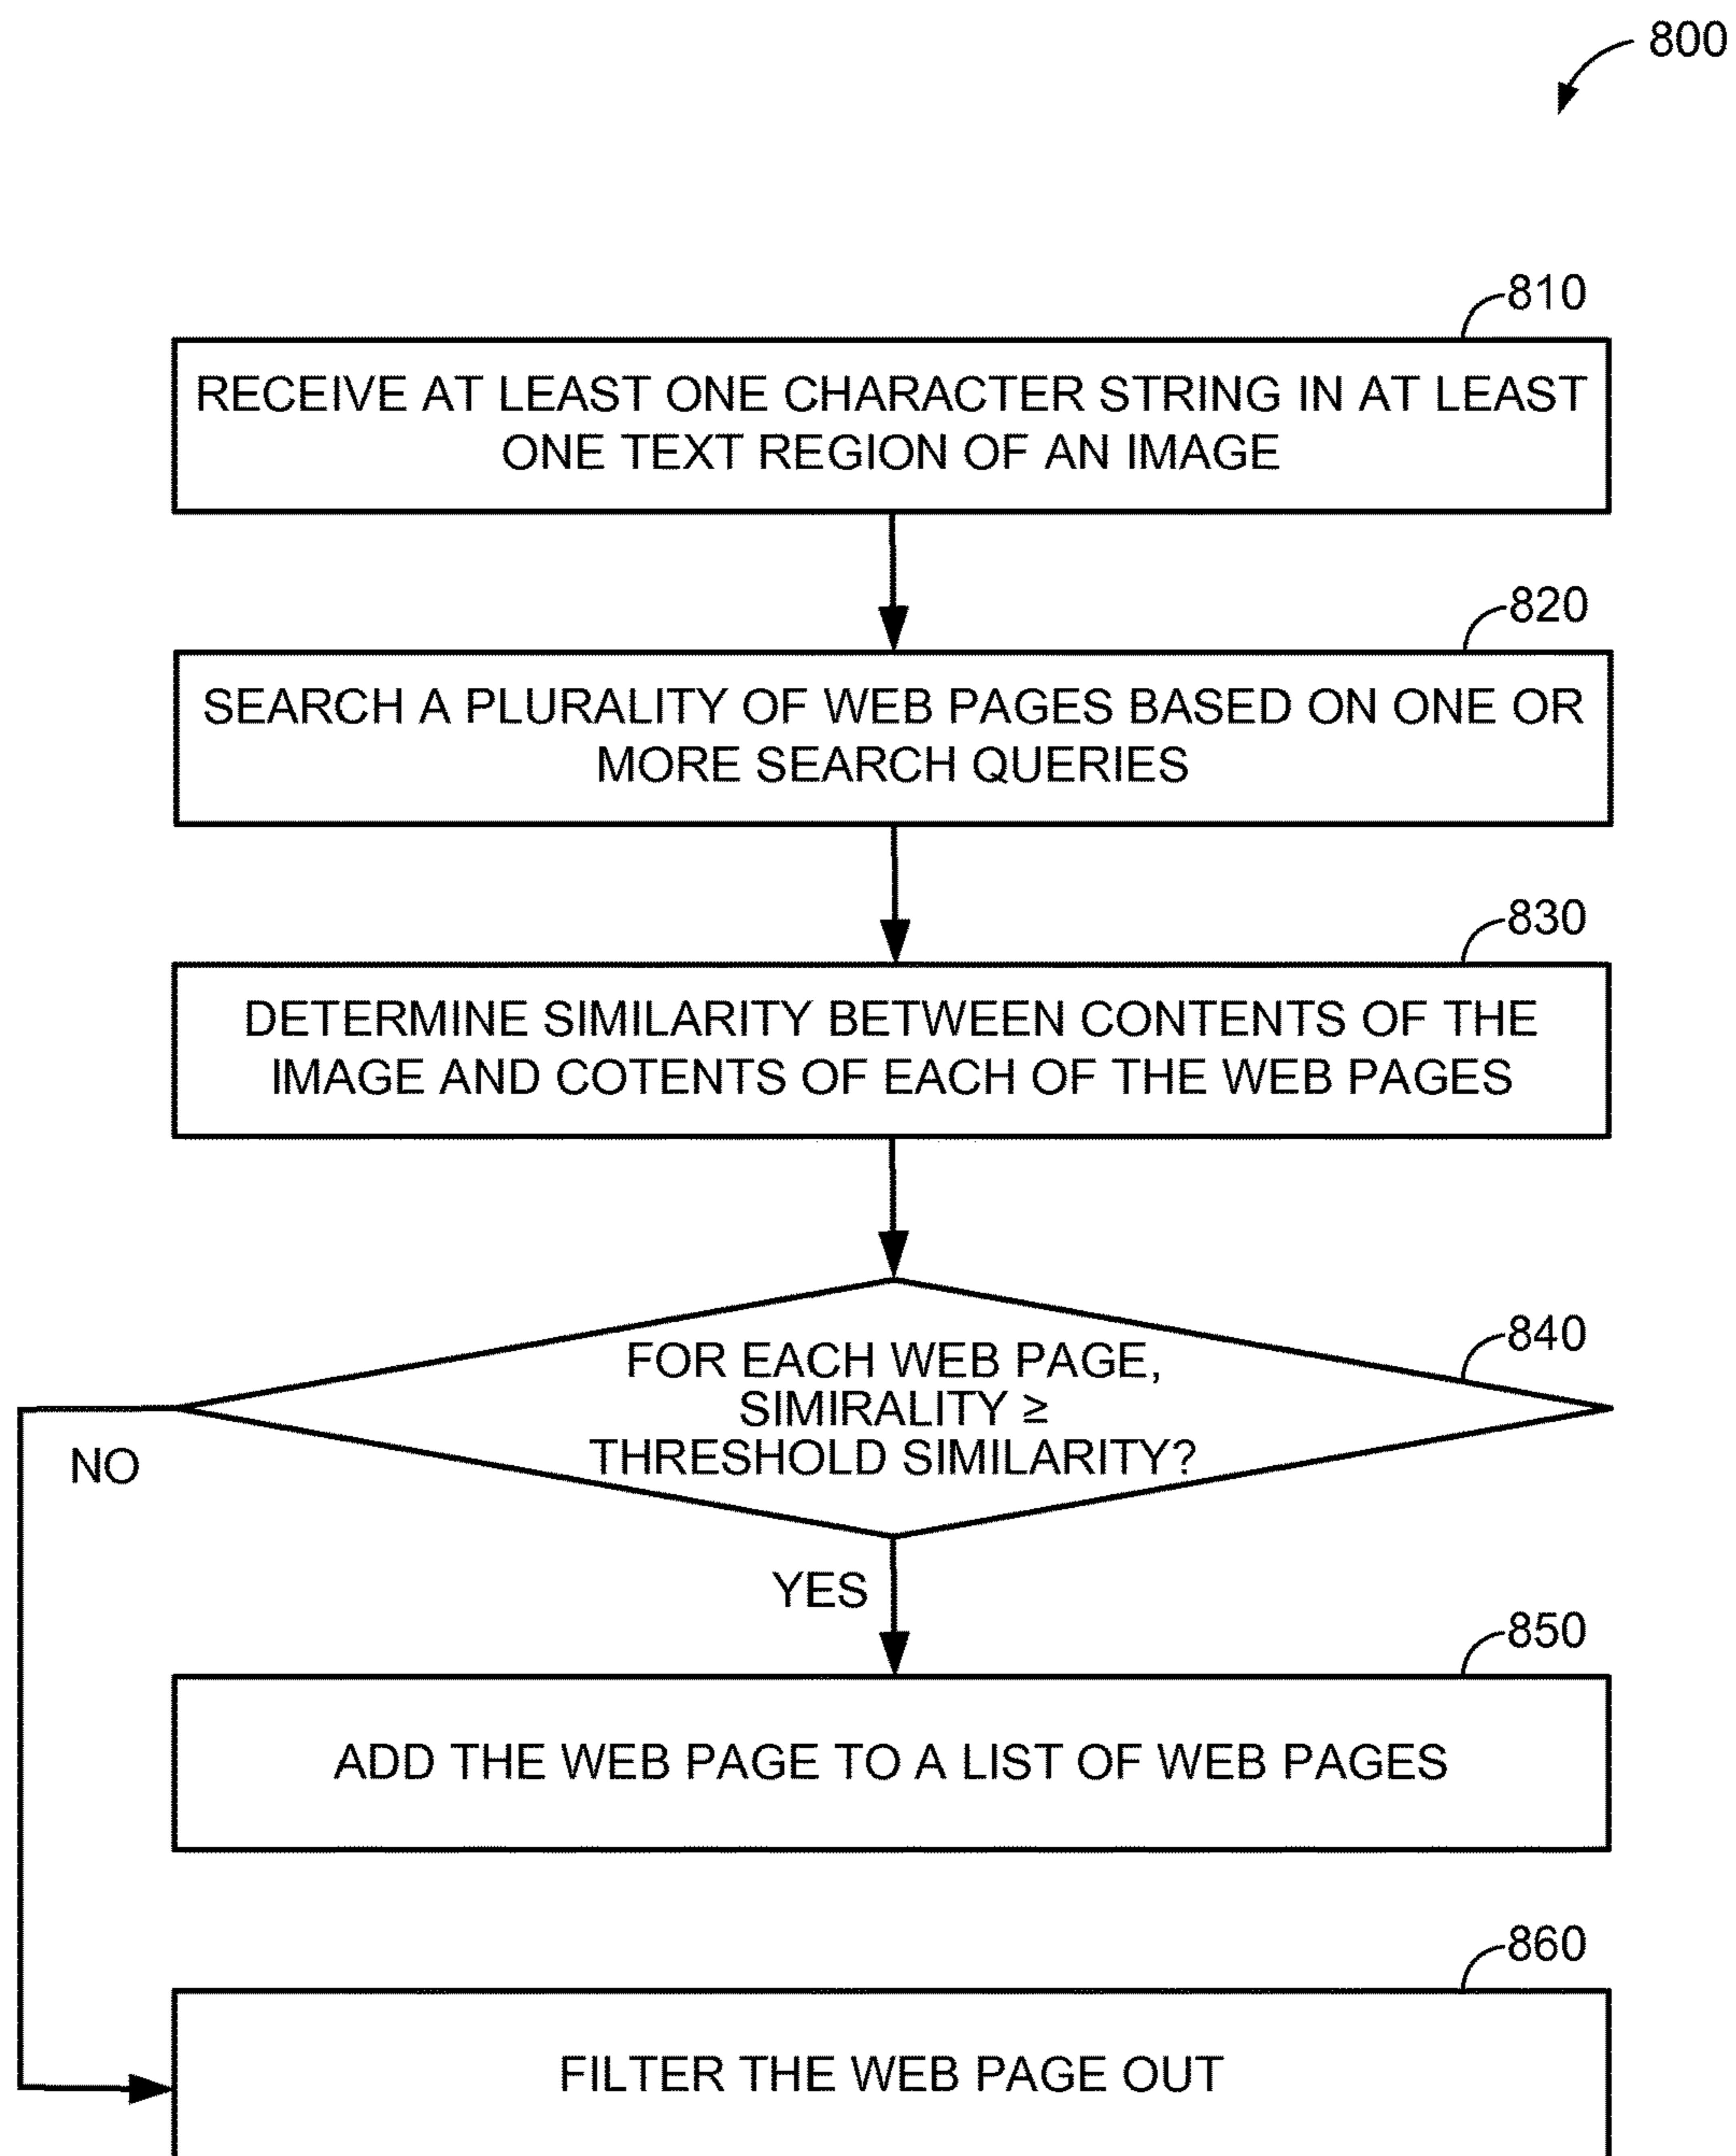 800
810
RECEIVE AT LEAST ONE CHARACTER STRING IN AT LEAST
ONE TEXT REGION OF AN IMAGE
820
SEARCH A PLURALITY OF WEB PAGES BASED ON ONE OR
MORE SEARCH QUERIES
830
DETERMINE SIMILARITY BETWEEN CONTENTS OF THE
IMAGE AND COTENTS OF EACH OF THE WEB PAGES
840
FOR EACH WEB PAGE,
SIMIRALITY ≥
THRESHOLD SIMILARITY?
NO
YES
850
ADD THE WEB PAGE TO A LIST OF WEB PAGES
860
FILTER THE WEB PAGE OUT